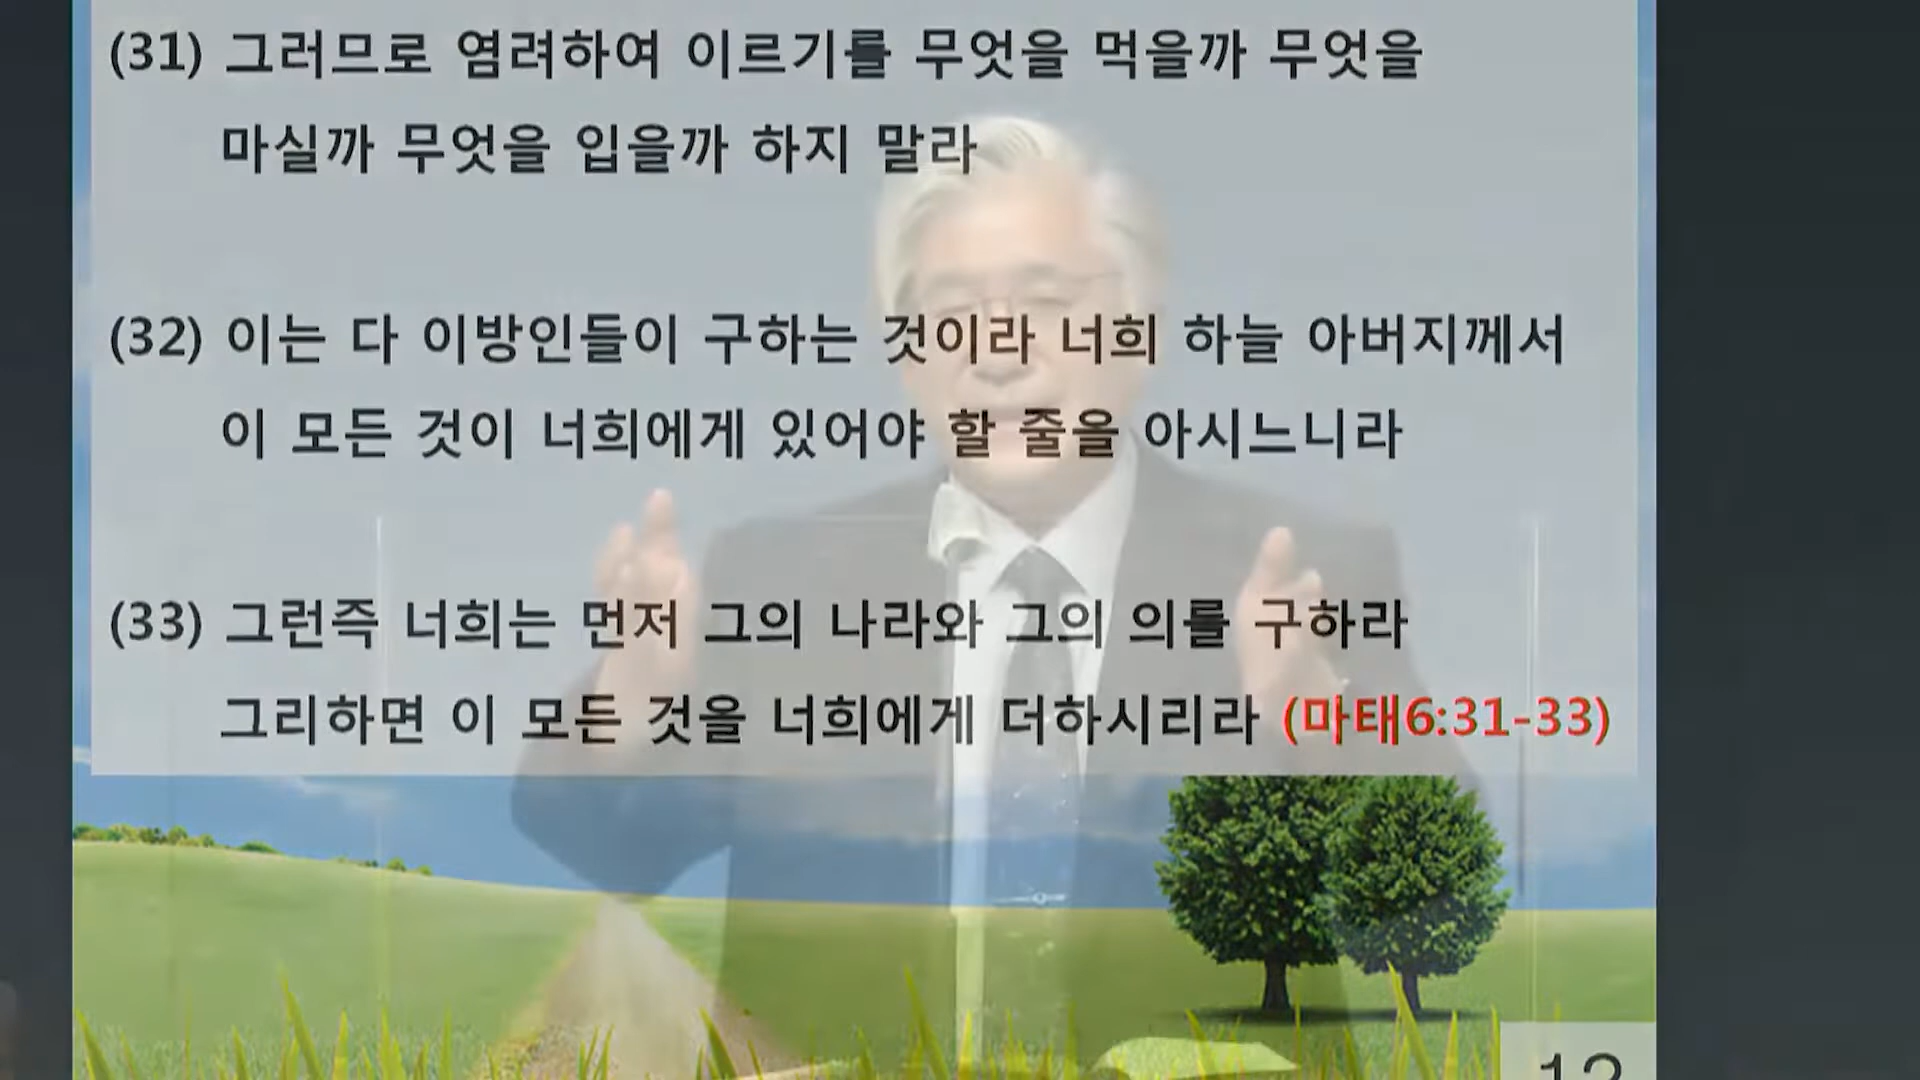 (31) 그러므로 염려하여 이르기를 무엇을 먹을까 무엇을
마실까 무엇을 입을까 하지 말라
(32) 이는 다 이방인들이 구하는 것이라 너희 하늘 아버지께서
이 모든 것이 너희에게 있어야 할 줄을 아시느니라
(33) 그런즉 너희는 먼저 그의 나라와 그의 의를 구하라
그리하면 이 모든 것을 너희에게 더하시리라 (마태6:31-33)
12